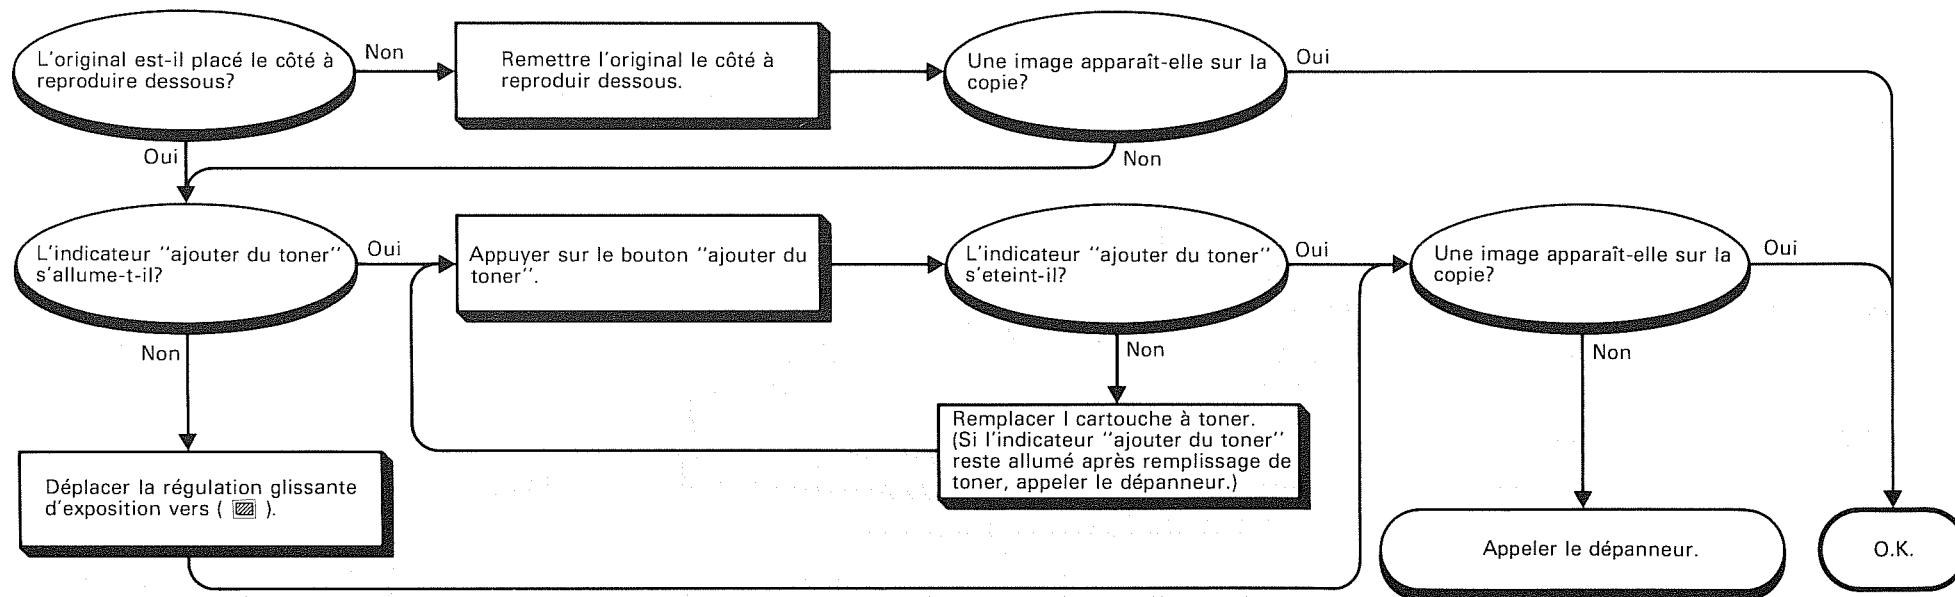 L'original est-il placé le côté à
reproduire dessous?
Non
Remettre l'original le côté à
reproduir dessous.
Une image apparaît-elle sur la
copie?
Oui
Oui
Non
L'indicateur "ajouter du toner"
s'allume-t-il?
Oui
Appuyer sur le bouton "ajouter du
toner".
L'indicateur "ajouter du toner"
s'eteint-il?
Oui
Une image apparaît-elle sur la
copie?
Oui
Non
Non
Non
Remplacer l cartouche à toner.
(Si l'indicateur "ajouter du toner"
reste allumé après remplissage de
toner, appeler le dépanneur.)
Déplacer la régulation glissante
d'exposition vers ( ).
Appeler le dépanneur.
O.K.